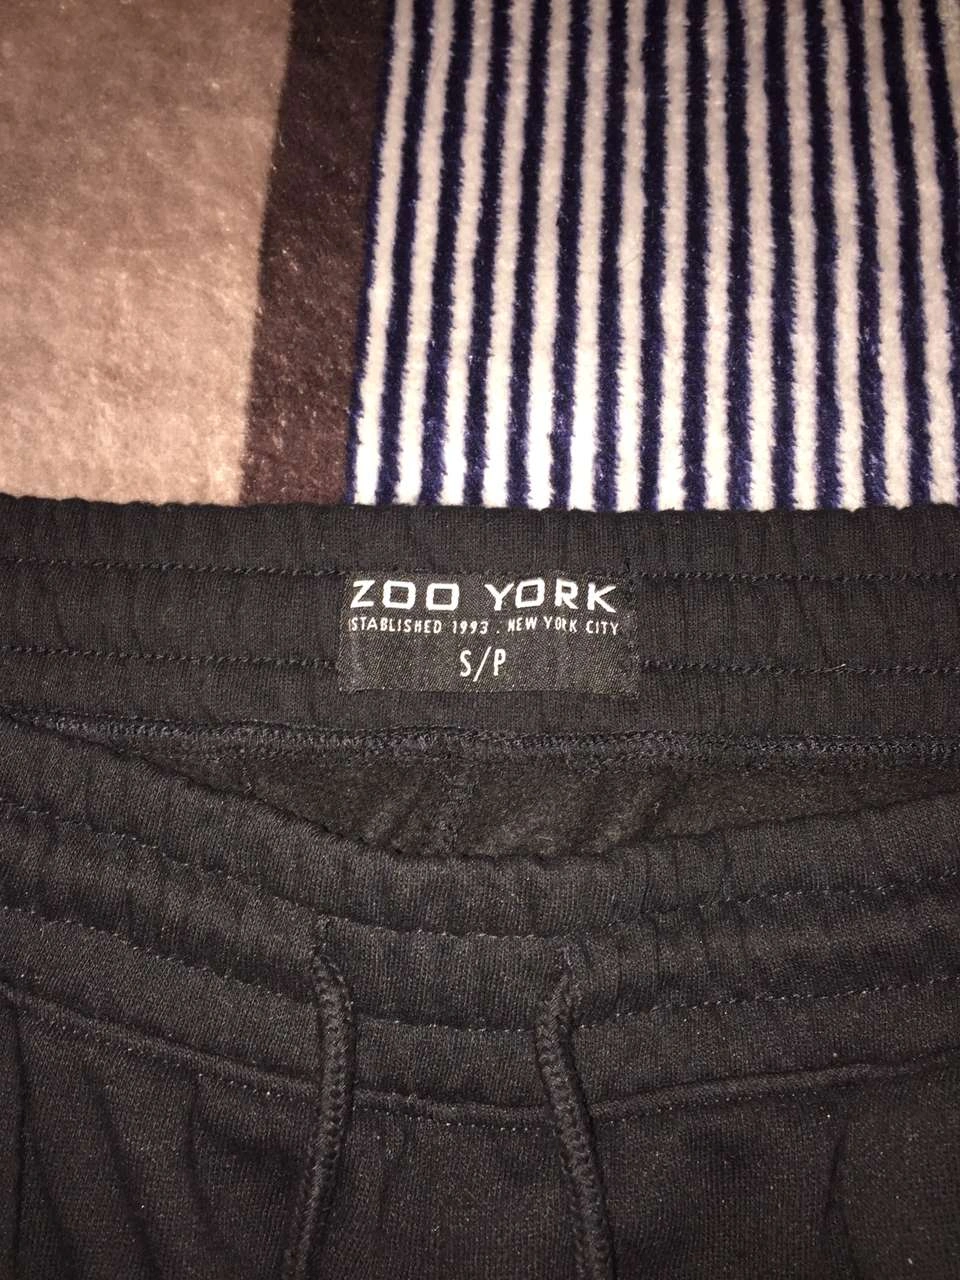 ZOO YORK
ESTABLISHED 1993 . NEW YORK CITY
S/P